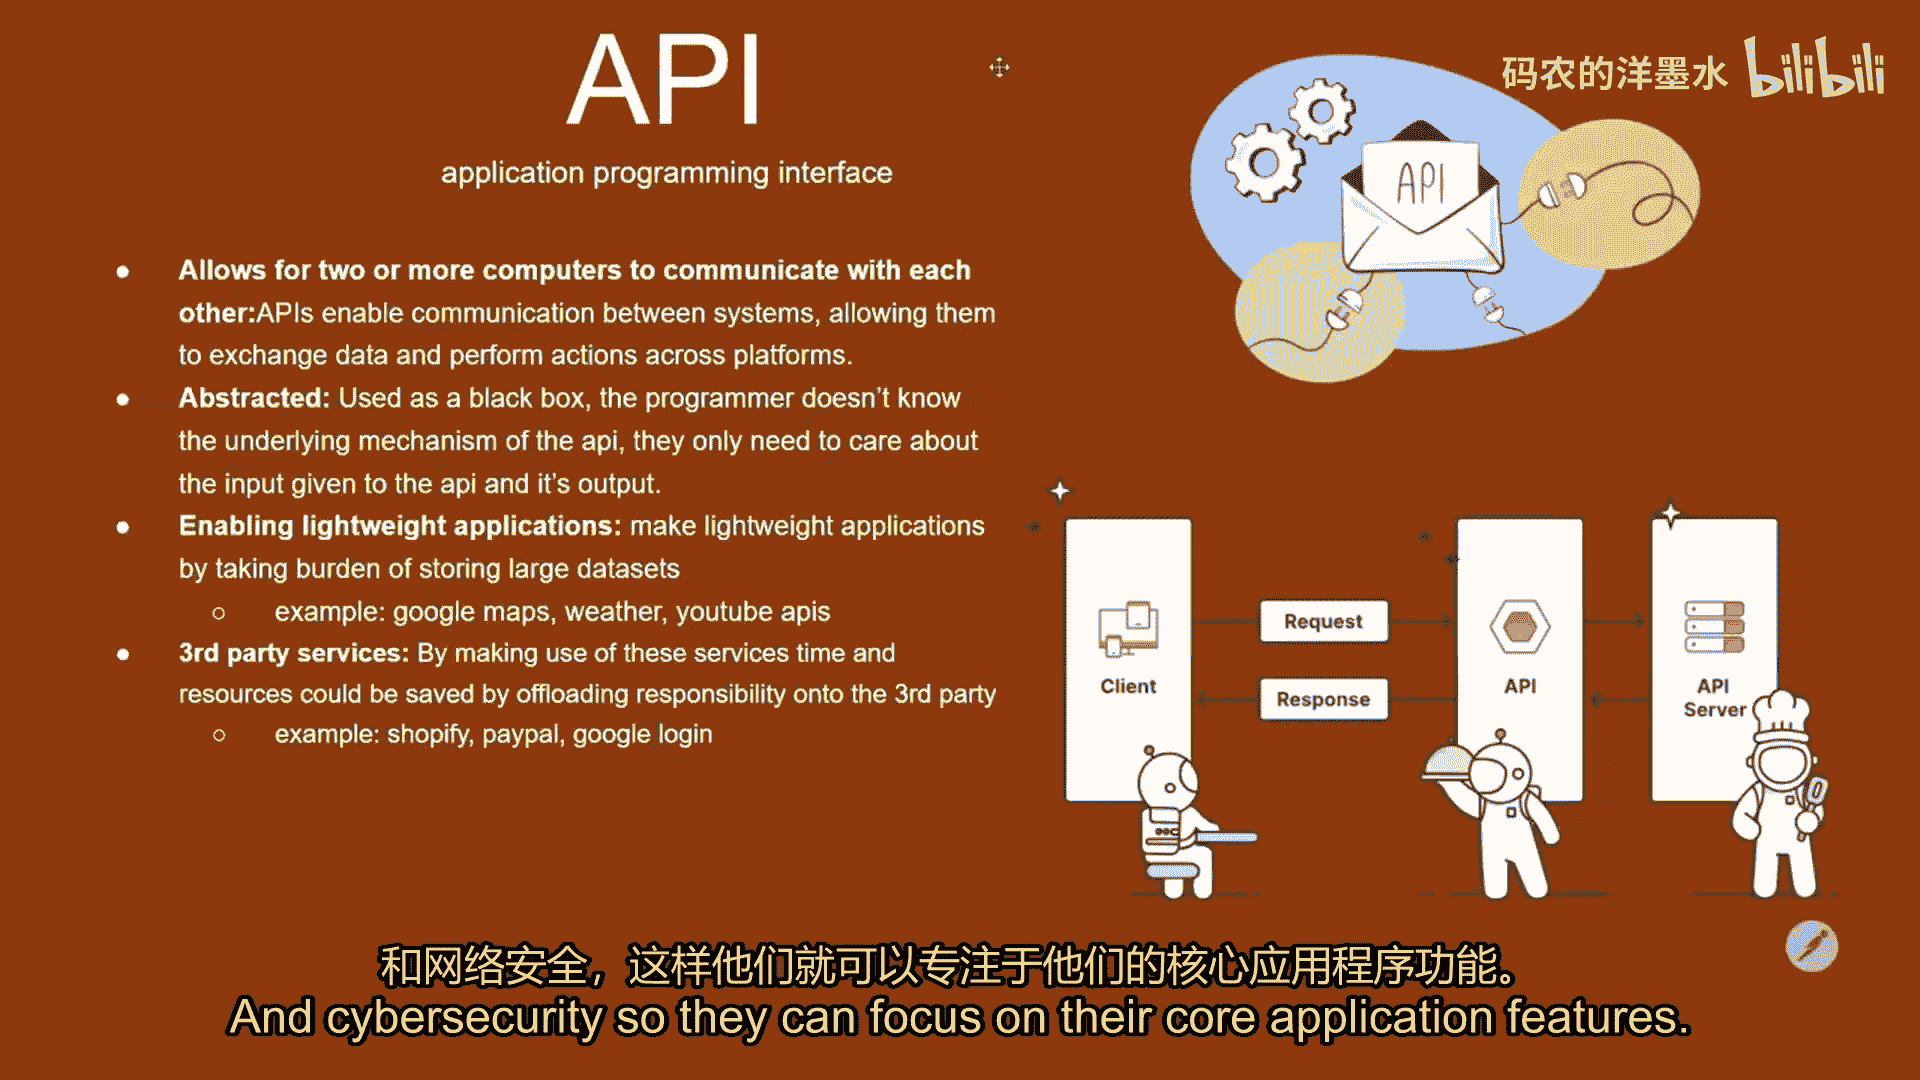 API
application programming interface
码农的洋墨水 bilibili
API
● Allows for two or more computers to communicate with each
other:APIs enable communication between systems, allowing them
to exchange data and perform actions across platforms.
● Abstracted: Used as a black box, the programmer doesn’t know
the underlying mechanism of the api, they only need to care about
the input given to the api and it’s output.
● Enabling lightweight applications: make lightweight applications
by taking burden of storing large datasets
○ example: google maps, weather, youtube apis
● 3rd party services: By making use of these services time and
resources could be saved by offloading responsibility onto the 3rd party
○ example: shopify, paypal, google login
Request
Response
Client
API
API
Server
和网络安全，这样他们就可以专注于他们的核心应用程序功能。
And cybersecurity so they can focus on their core application features.